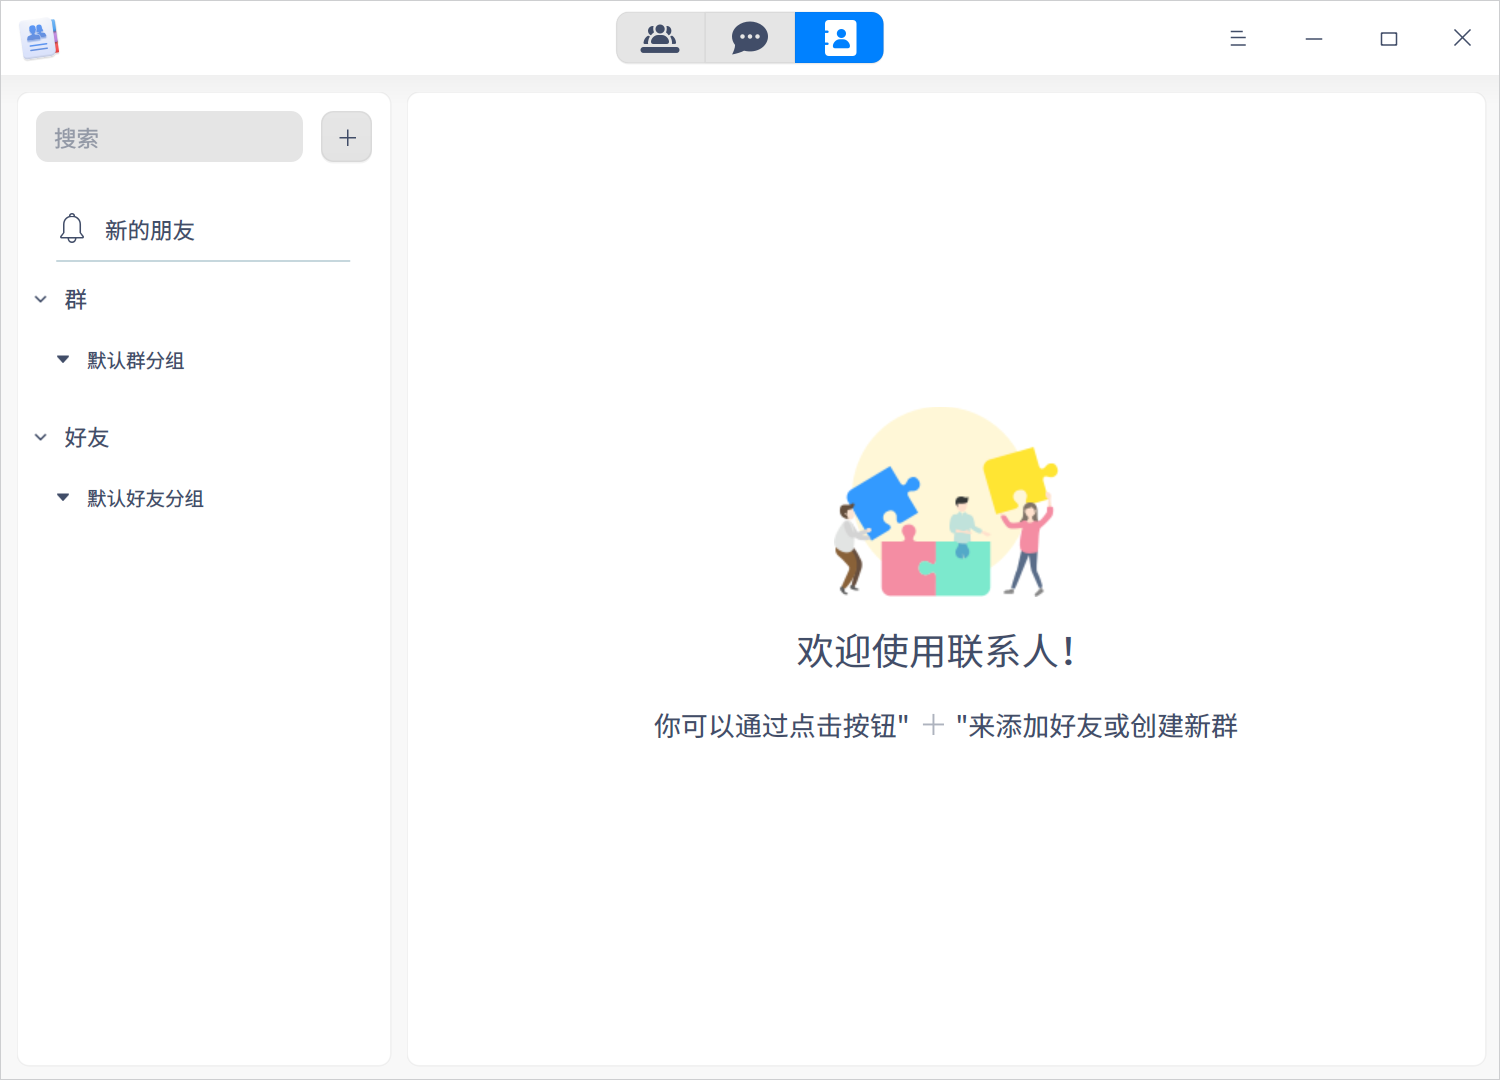 搜索
新的朋友
群
默认群分组
好友
默认好友分组
欢迎使用联系人！
你可以通过点击按钮" + "来添加好友或创建新群